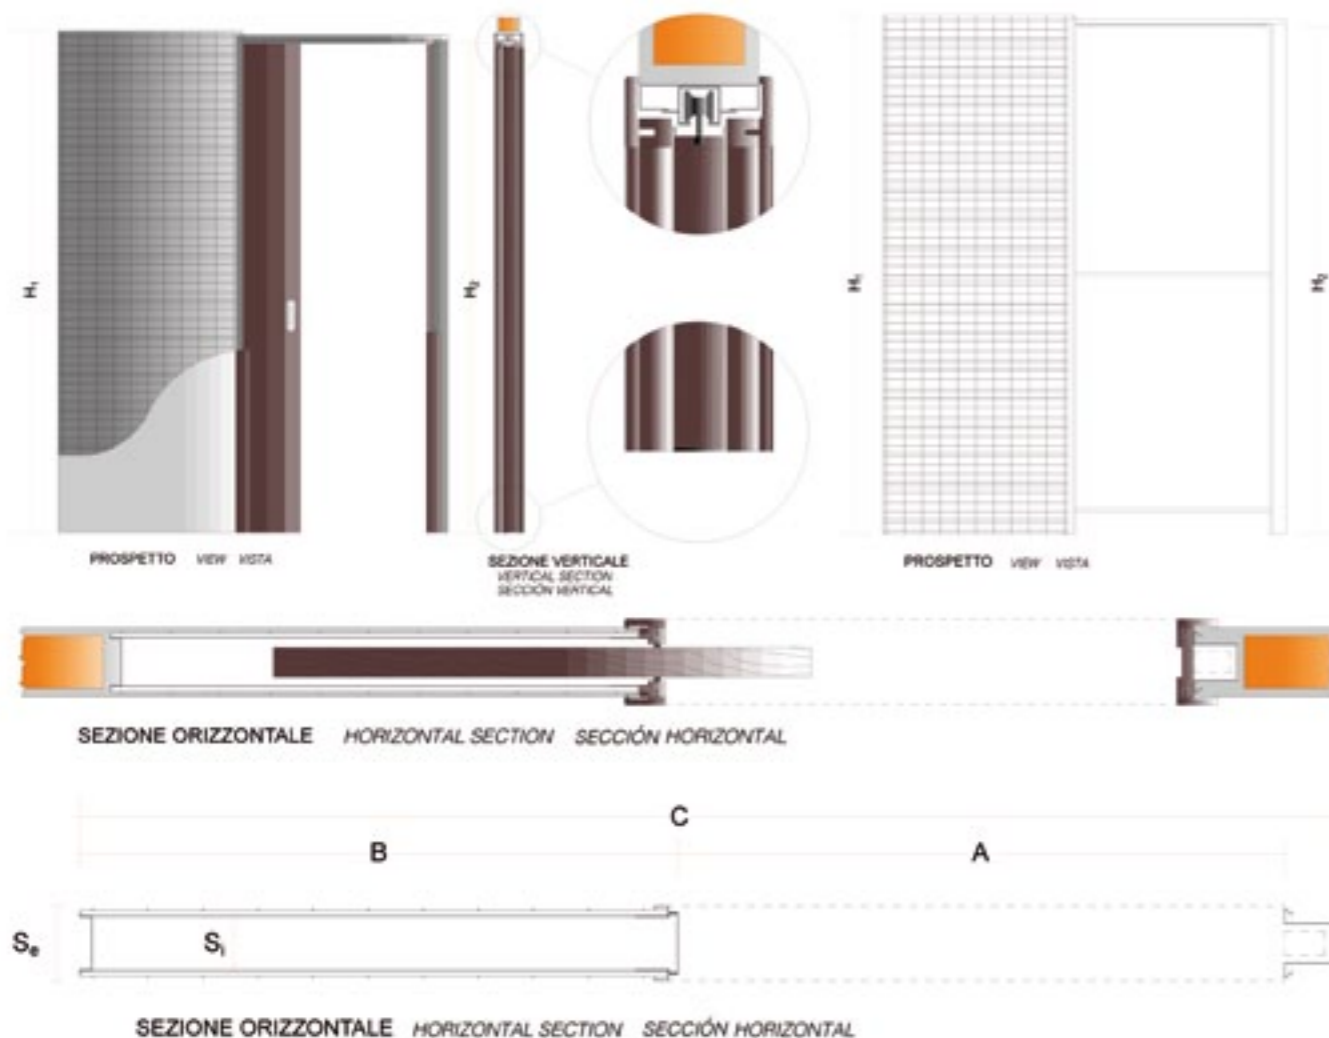 H₁
H₂
H₁
H₂
PROSPETTO VIEW VISTA
SEZIONE VERTICALE
VERTICAL SECTION
SECCIÓN VERTICAL
PROSPETTO VIEW VISTA
SEZIONE ORIZZONTALE HORIZONTAL SECTION SECCIÓN HORIZONTAL
C
B A
Se Si
SEZIONE ORIZZONTALE HORIZONTAL SECTION SECCIÓN HORIZONTAL